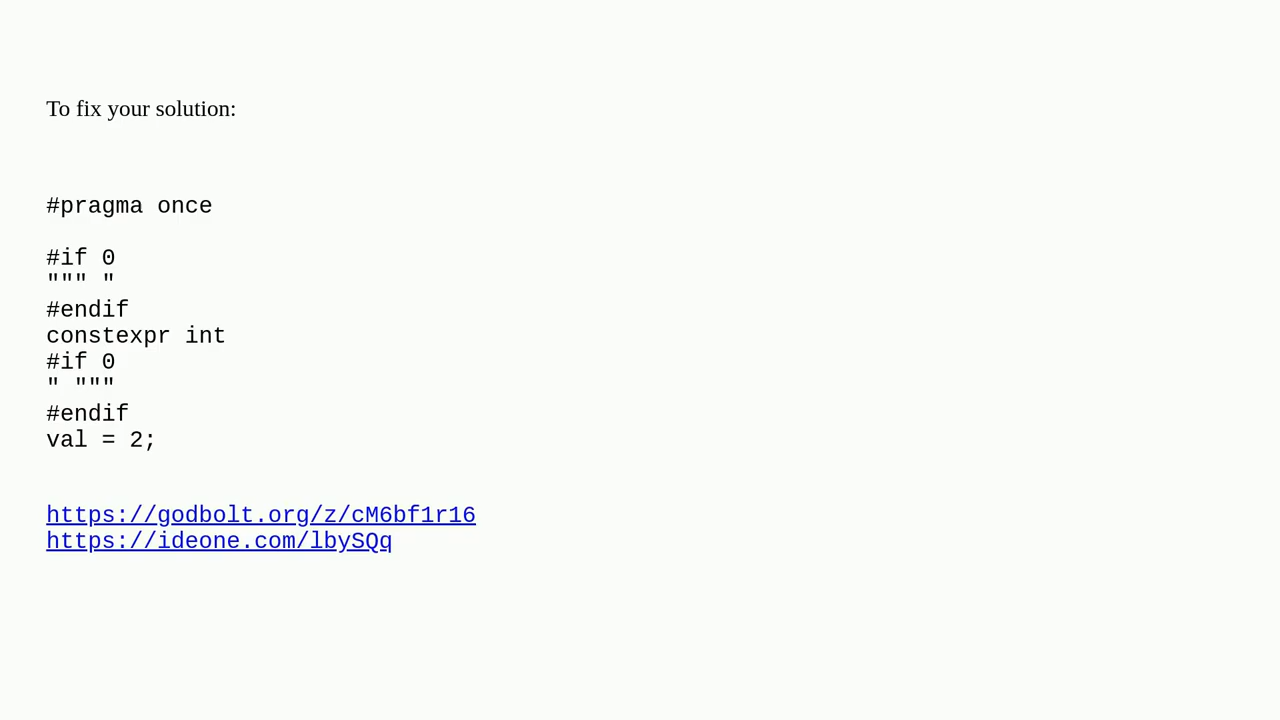 To fix your solution:
#pragma once
#if 0
""" "
#endif
constexpr int
#if 0
" """
#endif
val = 2;
https://godbolt.org/z/cM6bf1r16
https://ideone.com/lbySQq